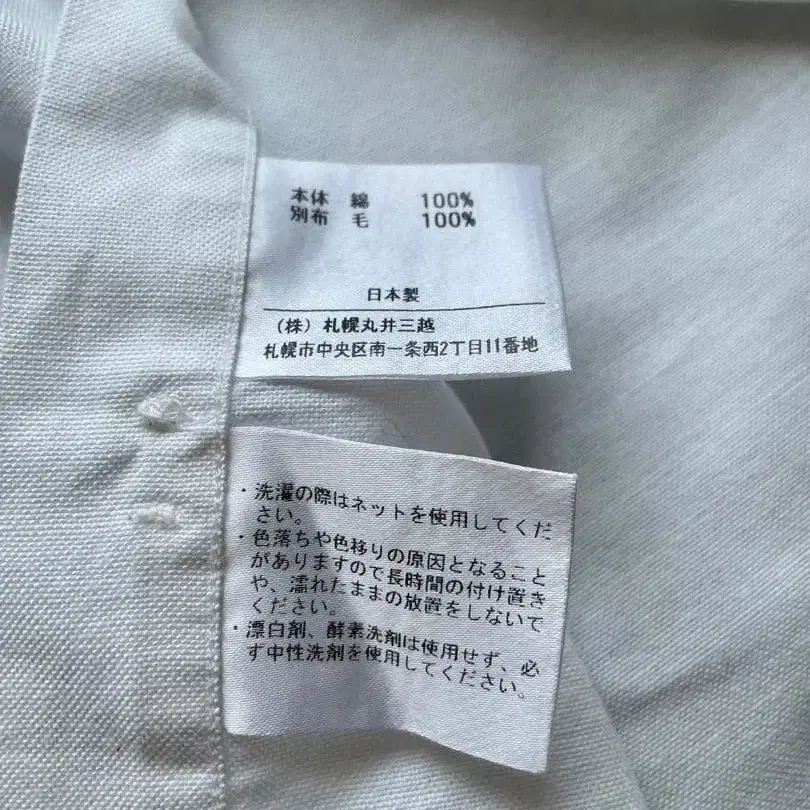 本体 綿 100%
別布 毛 100%
日本製
(株) 札幌丸井三越
札幌市中央区南一条西2丁目11番地
・洗濯の際はネットを使用してくだ
さい。
・色落ちや色移りの原因となること
がありますので長時間の付け置き
や、濡れたままの放置をしないで
ください。
・漂白剤、酵素洗剤は使用せず、必
ず中性洗剤を使用してください。